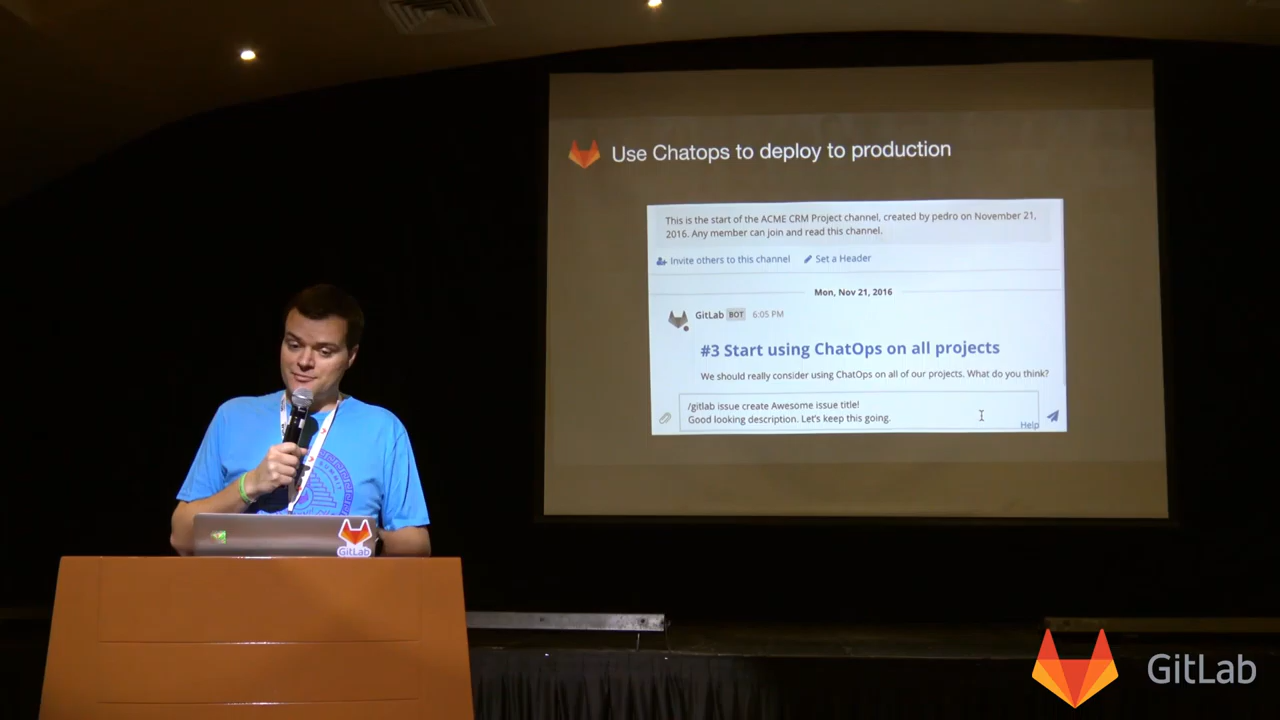 Use Chatops to deploy to production
This is the start of the ACME CRM Project channel, created by pedro on November 21,
2016. Any member can join and read this channel.
Invite others to this channel
Set a Header
Mon, Nov 21, 2016
GitLab BOT 6:05 PM
#3 Start using ChatOps on all projects
We should really consider using ChatOps on all of our projects. What do you think?
/gitlab issue create Awesome issue title!
Good looking description. Let's keep this going.
Help
GitLab
GitLab